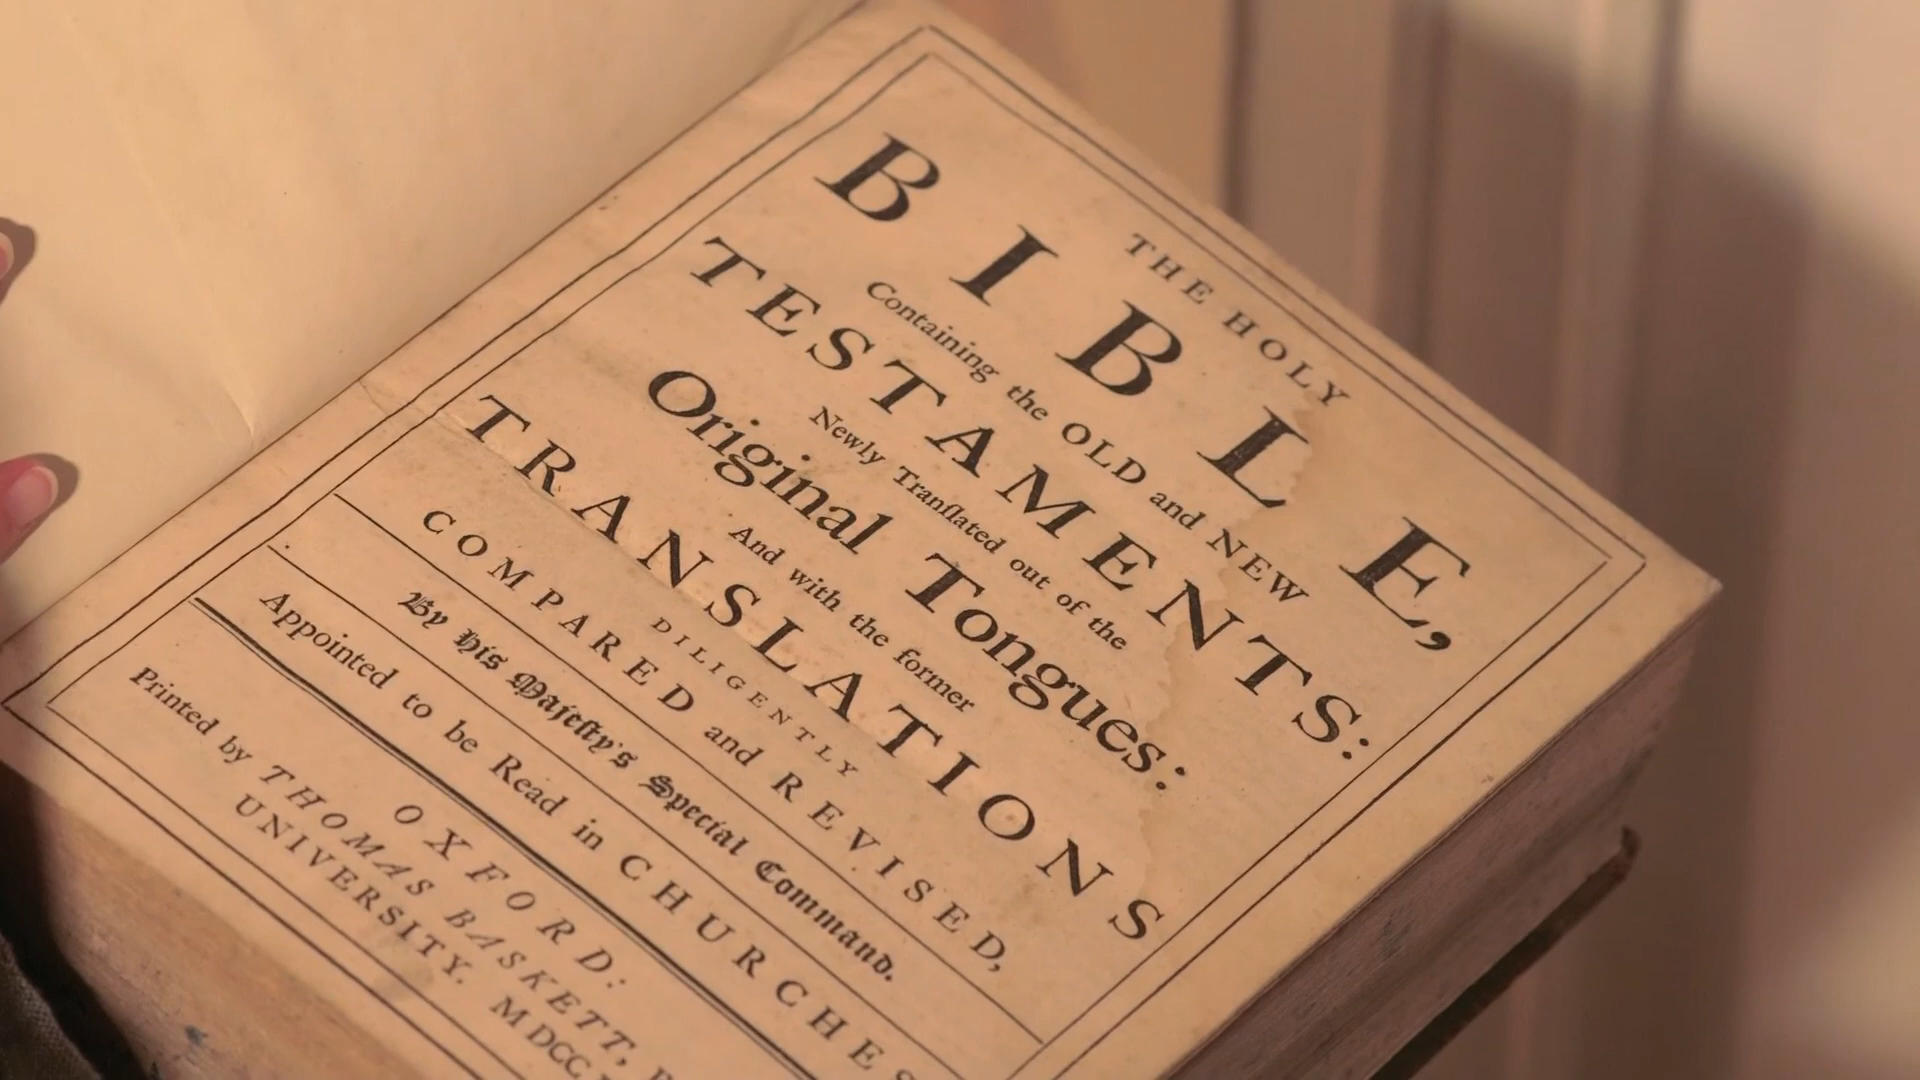 THE HOLY
BIBLE,
Containing the OLD and NEW
TESTAMENTS:
Newly Tranſlated out of the
Original Tongues:
And with the former
TRANSLATIONS
DILIGENTLY
COMPARED and REVISED,
By His Majeſty's Special Command.
Appointed to be Read in CHURCHES
OXFORD:
Printed by THOMAS BASKETT,
UNIVERSITY. MDCC